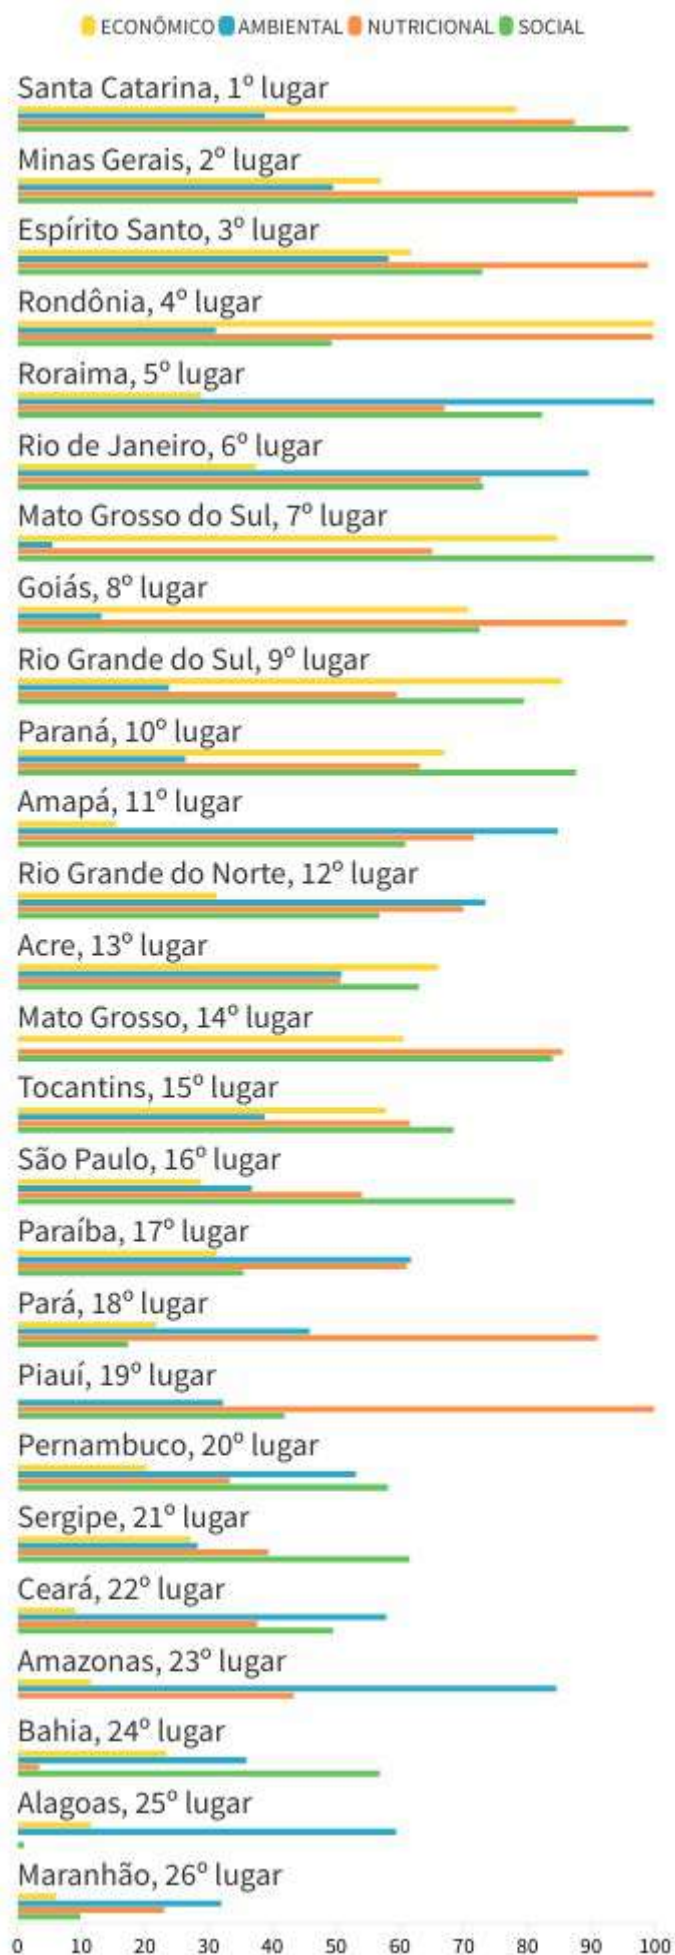 ECONÔMICO AMBIENTAL NUTRICIONAL SOCIAL
Santa Catarina, 1º lugar
Minas Gerais, 2º lugar
Espírito Santo, 3º lugar
Rondônia, 4º lugar
Roraima, 5º lugar
Rio de Janeiro, 6º lugar
Mato Grosso do Sul, 7º lugar
Goiás, 8º lugar
Rio Grande do Sul, 9º lugar
Paraná, 10º lugar
Amapá, 11º lugar
Rio Grande do Norte, 12º lugar
Acre, 13º lugar
Mato Grosso, 14º lugar
Tocantins, 15º lugar
São Paulo, 16º lugar
Paraíba, 17º lugar
Pará, 18º lugar
Piauí, 19º lugar
Pernambuco, 20º lugar
Sergipe, 21º lugar
Ceará, 22º lugar
Amazonas, 23º lugar
Bahia, 24º lugar
Alagoas, 25º lugar
Maranhão, 26º lugar
0 10 20 30 40 50 60 70 80 90 100